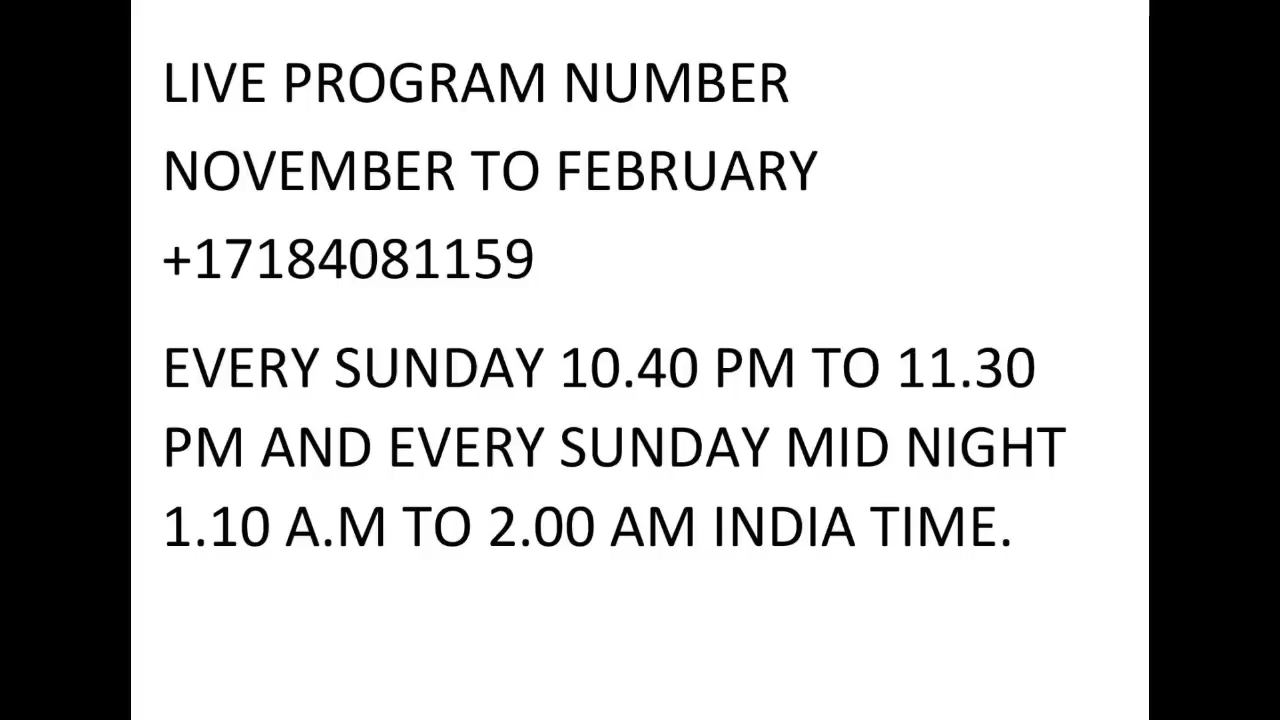 LIVE PROGRAM NUMBER
NOVEMBER TO FEBRUARY
+17184081159
EVERY SUNDAY 10.40 PM TO 11.30
PM AND EVERY SUNDAY MID NIGHT
1.10 A.M TO 2.00 AM INDIA TIME.